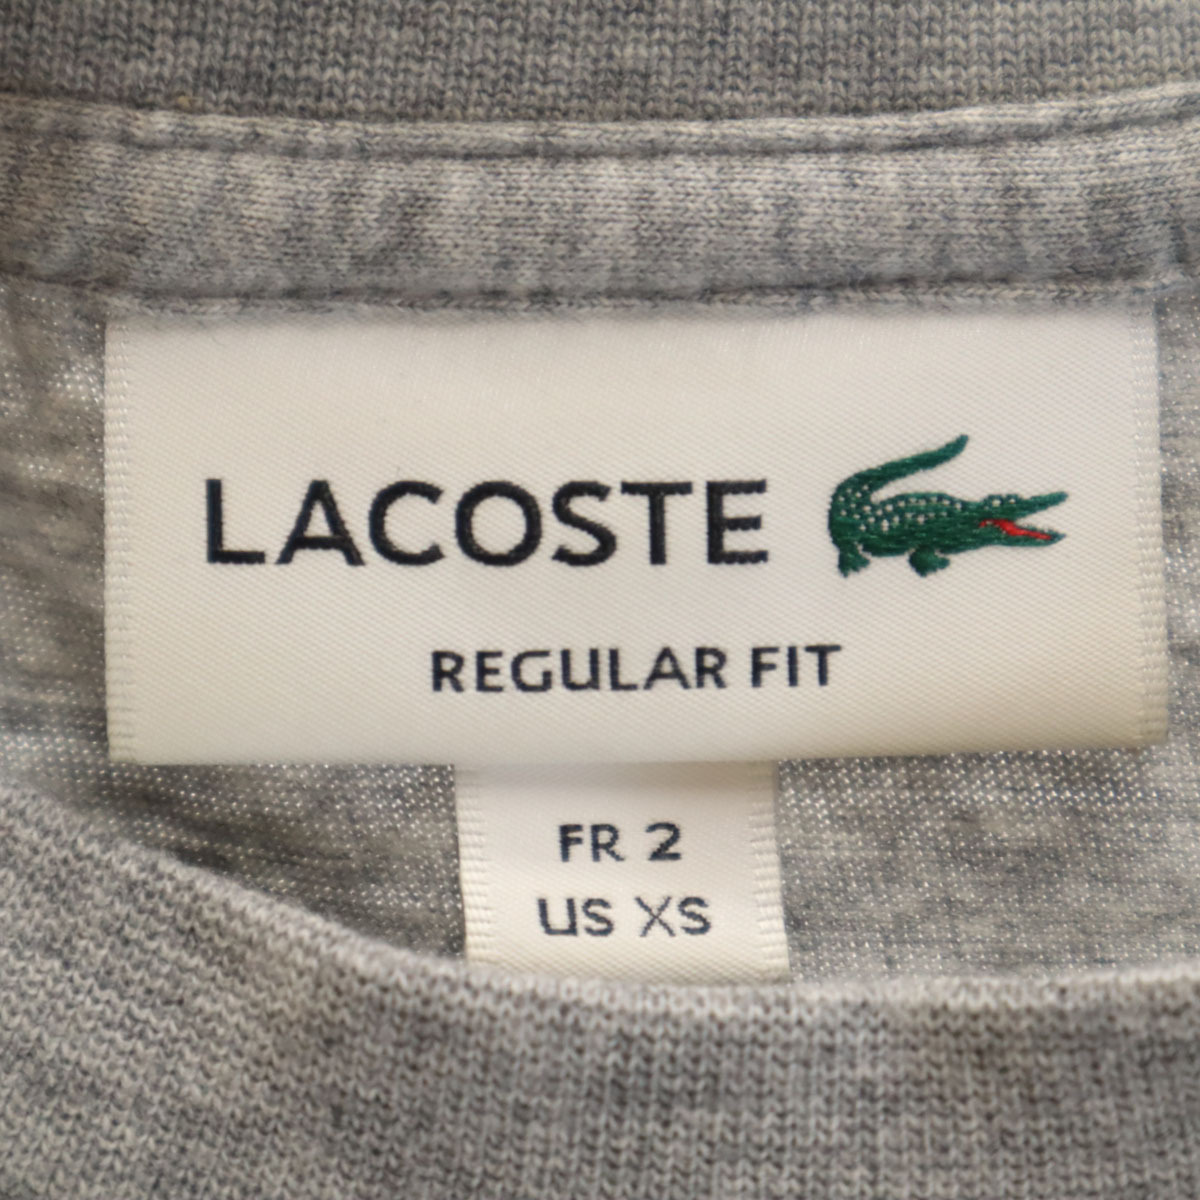 LACOSTE
REGULAR FIT
FR 2
US XS